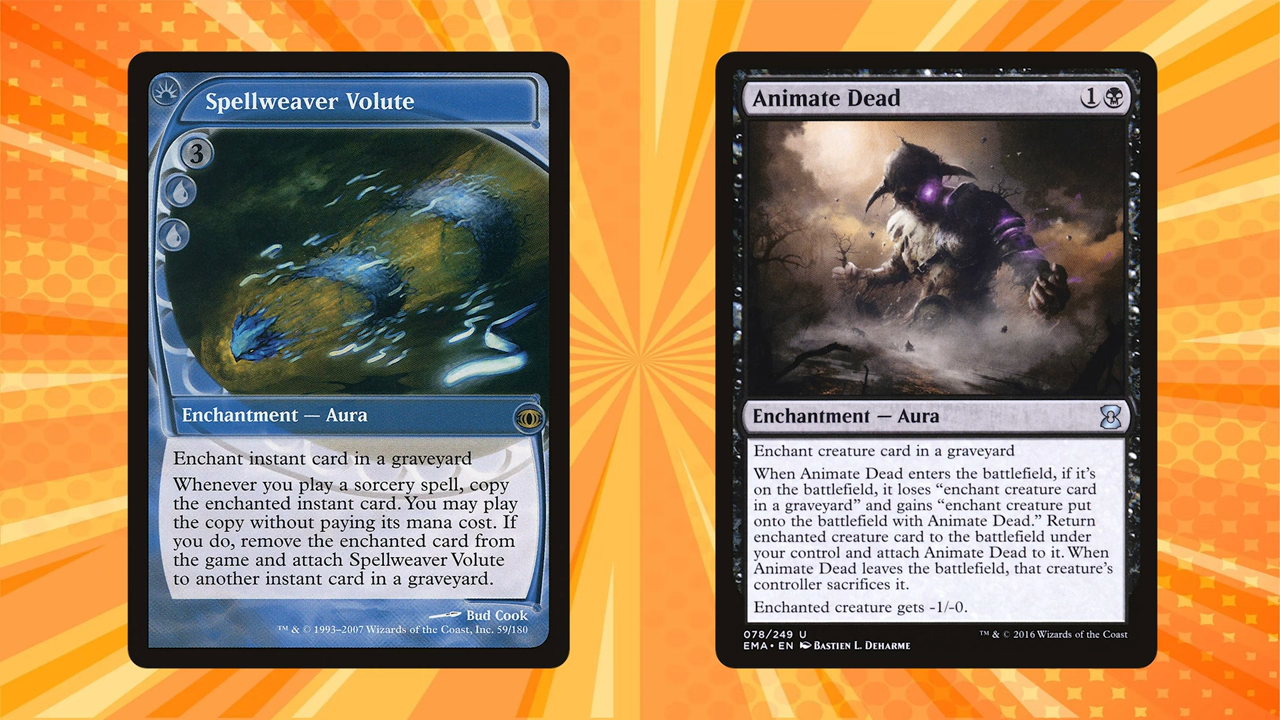 Spellweaver Volute
3
Enchantment — Aura
Enchant instant card in a graveyard
Whenever you play a sorcery spell, copy
the enchanted instant card. You may play
the copy without paying its mana cost. If
you do, remove the enchanted card from
the game and attach Spellweaver Volute
to another instant card in a graveyard.
Bud Cook
™ & © 1993–2007 Wizards of the Coast, Inc. 59/180
Animate Dead
1
Enchantment — Aura
Enchant creature card in a graveyard
When Animate Dead enters the battlefield, if it's
on the battlefield, it loses “enchant creature card
in a graveyard” and gains “enchant creature put
onto the battlefield with Animate Dead.” Return
enchanted creature card to the battlefield under
your control and attach Animate Dead to it. When
Animate Dead leaves the battlefield, that creature's
controller sacrifices it.
Enchanted creature gets -1/-0.
078/249 U
EMA • EN Bastien L. Deharme
™ & © 2016 Wizards of the Coast